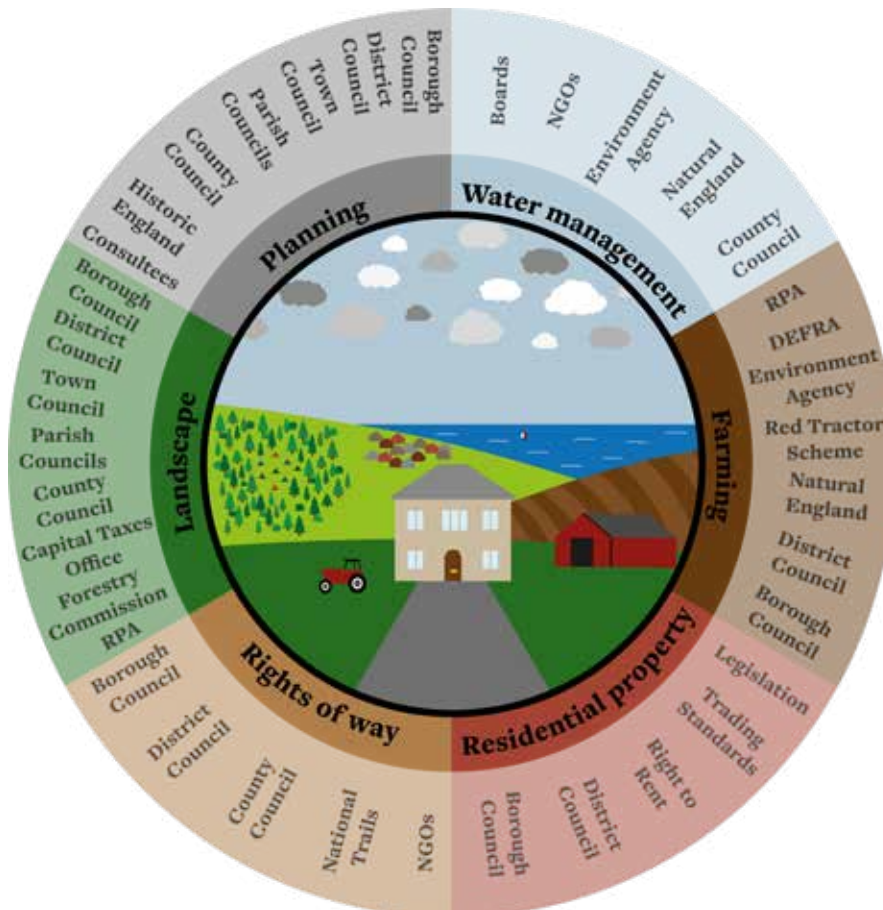 Planning
Borough
Council
District
Council
Town
Council
Parish
Councils
County
Council
Historic
England
Consultees
Water management
Boards
NGOs
Environment
Agency
Natural
England
County
Council
Farming
RPA
DEFRA
Environment
Agency
Red Tractor
Scheme
Natural
England
District
Council
Borough
Council
Residential property
Legislation
Trading
Standards
Right to
Rent
District
Council
Borough
Council
Rights of way
NGOs
National
Trails
County
Council
District
Council
Borough
Council
Landscape
Borough
Council
District
Council
Town
Council
Parish
Councils
County
Council
Capital Taxes
Office
Forestry
Commission
RPA